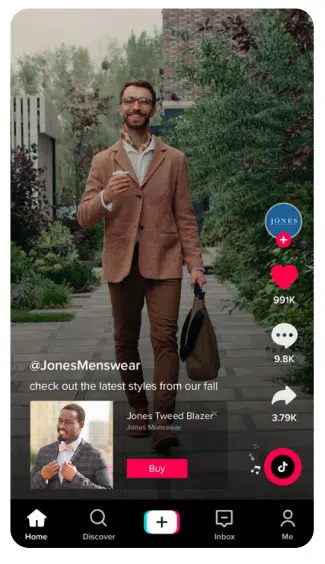 JONES
991K
9.8K
3.79K
@JonesMenswear
check out the latest styles from our fall
Jones Tweed Blazer
Jones Menswear
Buy
Home
Discover
Inbox
Me